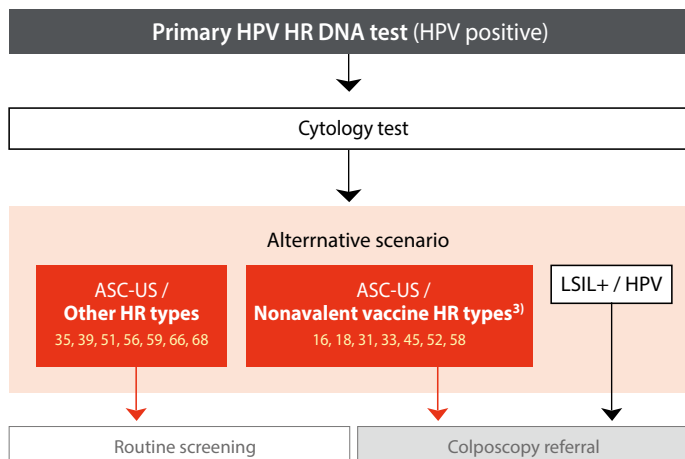 Primary HPV HR DNA test (HPV positive)
Cytology test
Alterrnative scenario
ASC-US /
Other HR types
35, 39, 51, 56, 59, 66, 68
ASC-US /
Nonavalent vaccine HR types³⁾
16, 18, 31, 33, 45, 52, 58
LSIL+ / HPV
Routine screening
Colposcopy referral